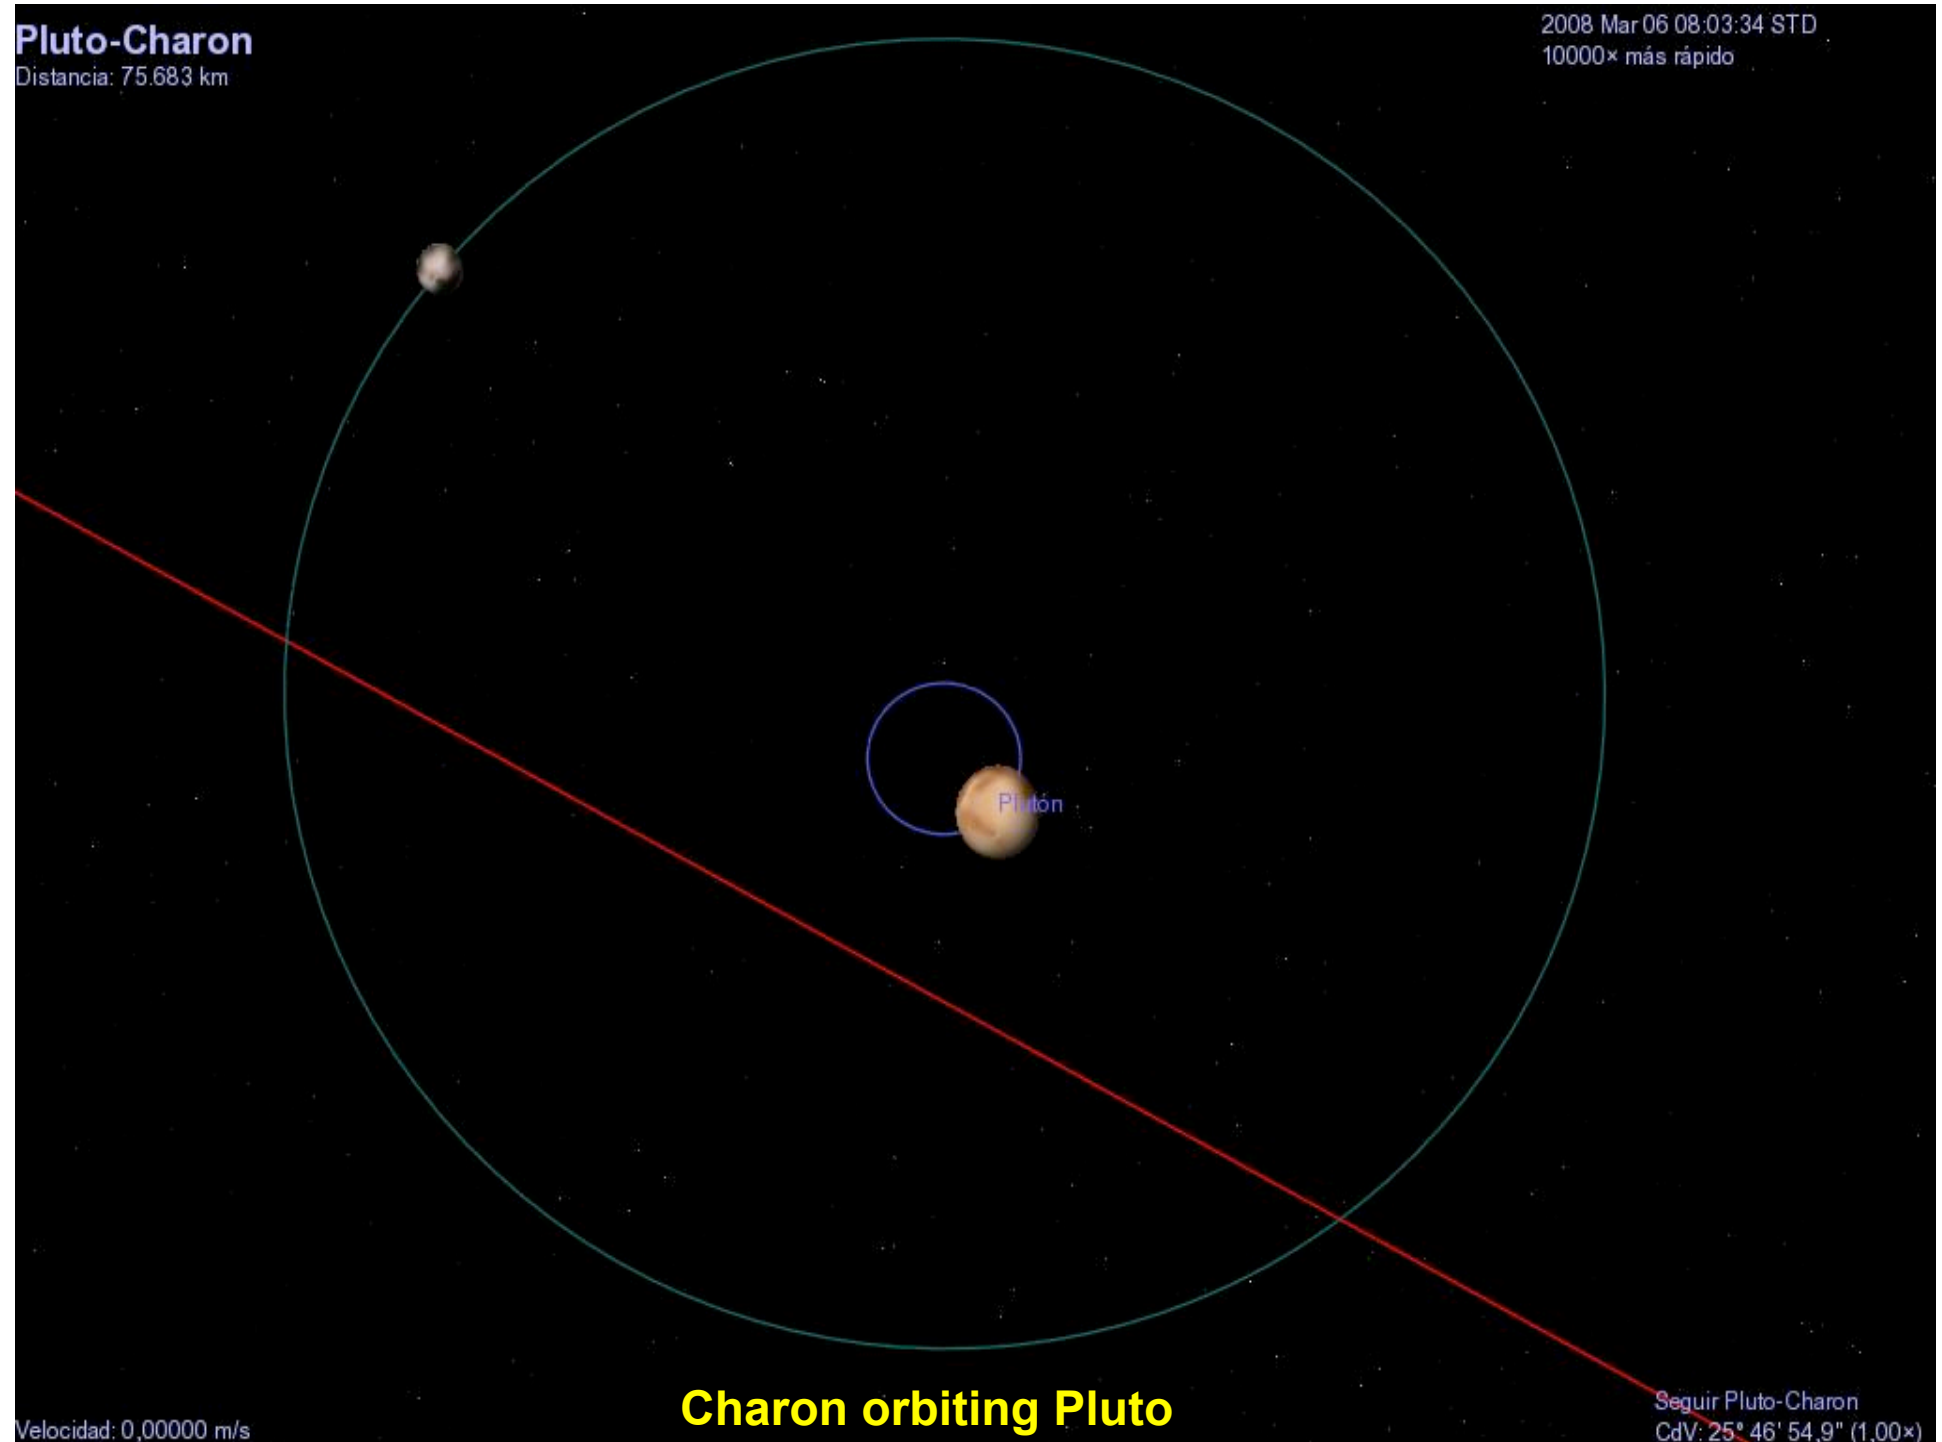 Pluto-Charon
Distancia: 75.683 km
2008 Mar 06 08:03:34 STD
10000× más rápido
Plutón
Charon orbiting Pluto
Velocidad: 0,00000 m/s
Seguir Pluto-Charon
CdV: 25° 46' 54,9" (1,00×)